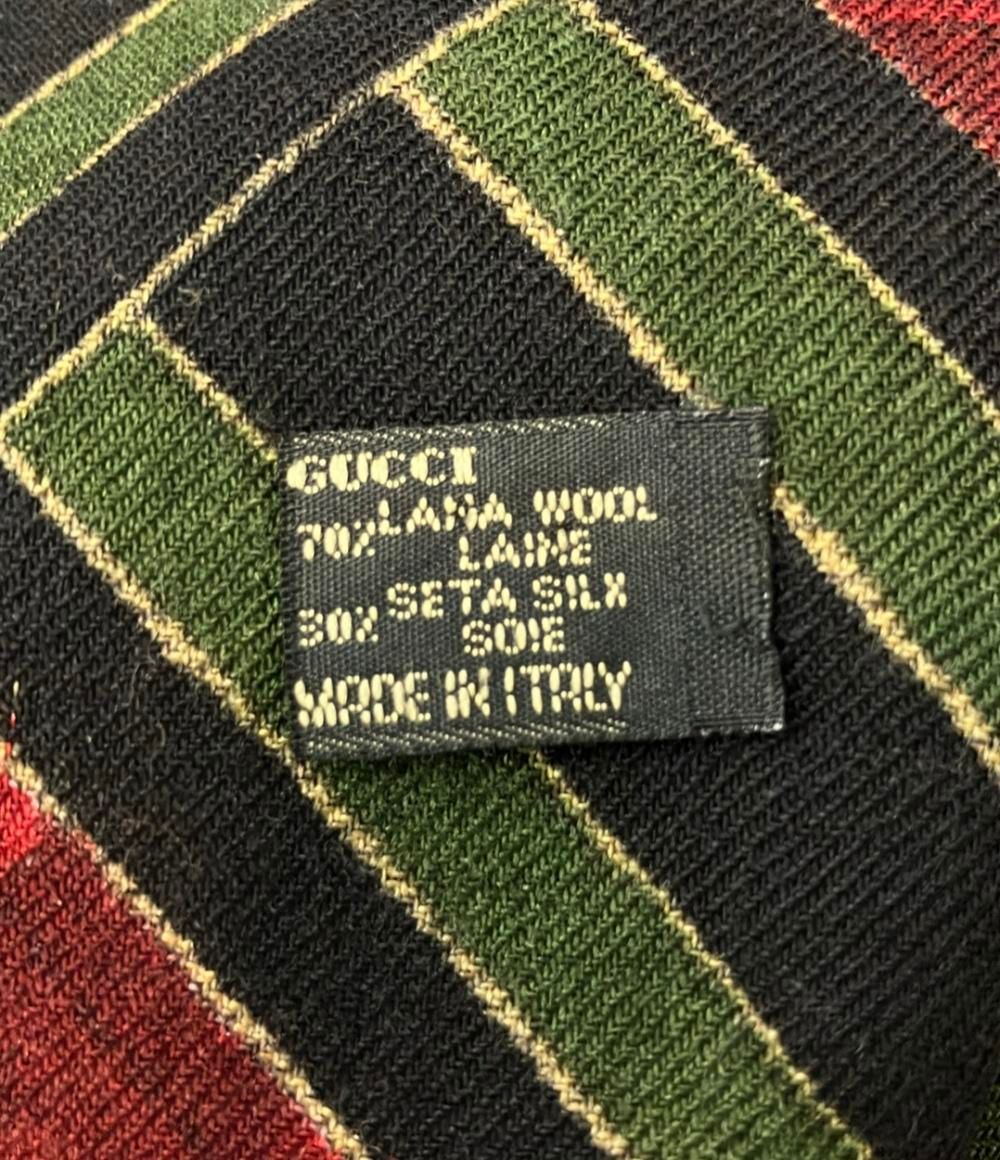 GUCCI
70% LANA WOOL
LAINE
30% SETA SILK
SOIE
MADE IN ITALY